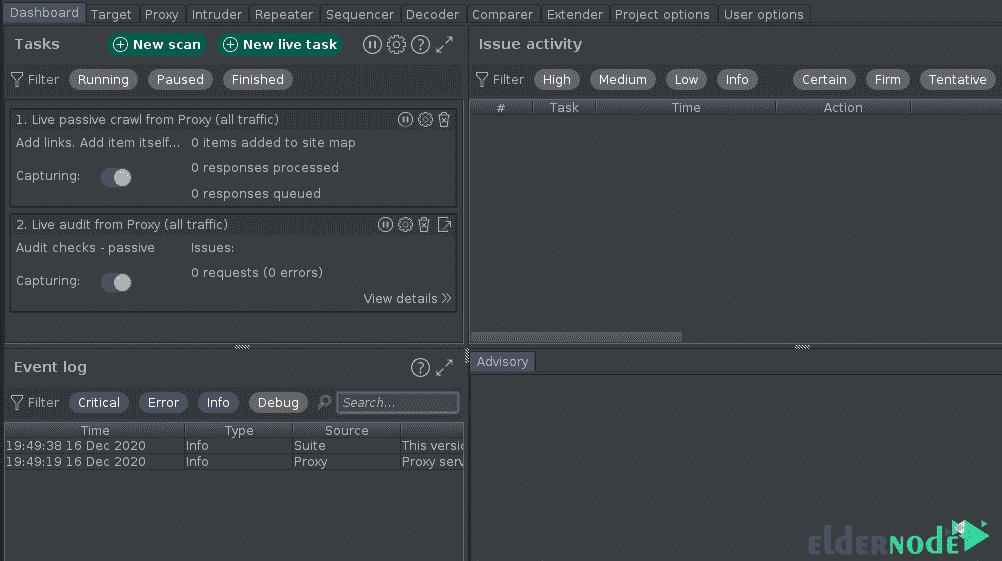 Dashboard Target Proxy Intruder Repeater Sequencer Decoder Comparer Extender Project options User options
Tasks New scan New live task
Filter Running Paused Finished
1. Live passive crawl from Proxy (all traffic)
Add links. Add item itself... 0 items added to site map
0 responses processed
Capturing:
0 responses queued
2. Live audit from Proxy (all traffic)
Audit checks - passive Issues:
0 requests (0 errors)
Capturing:
View details
Issue activity
Filter High Medium Low Info Certain Firm Tentative
# Task Time Action
Event log
Filter Critical Error Info Debug Search...
Time Type Source
19:49:38 16 Dec 2020 Info Suite This versi
19:49:19 16 Dec 2020 Info Proxy Proxy serv
Advisory
elderNODE